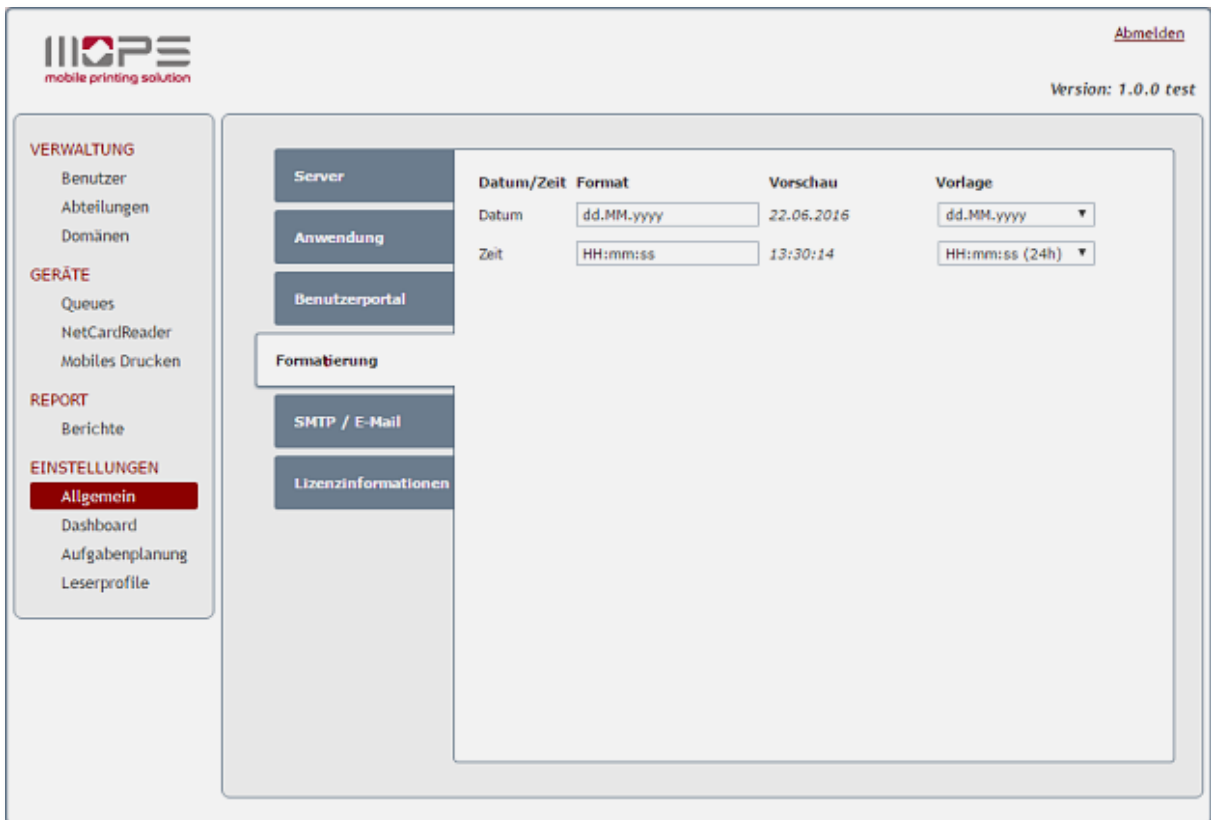 Abmelden
MOPS
mobile printing solution
Version: 1.0.0 test
VERWALTUNG
Benutzer
Abteilungen
Domänen
GERÄTE
Queues
NetCardReader
Mobiles Drucken
REPORT
Berichte
EINSTELLUNGEN
Allgemein
Dashboard
Aufgabenplanung
Leserprofile
Server
Anwendung
Benutzerportal
Formatierung
SMTP / E-Mail
Lizenzinformationen
Datum/Zeit Format Vorschau Vorlage
Datum dd.MM.yyyy 22.06.2016 dd.MM.yyyy
Zeit HH:mm:ss 13:30:14 HH:mm:ss (24h)